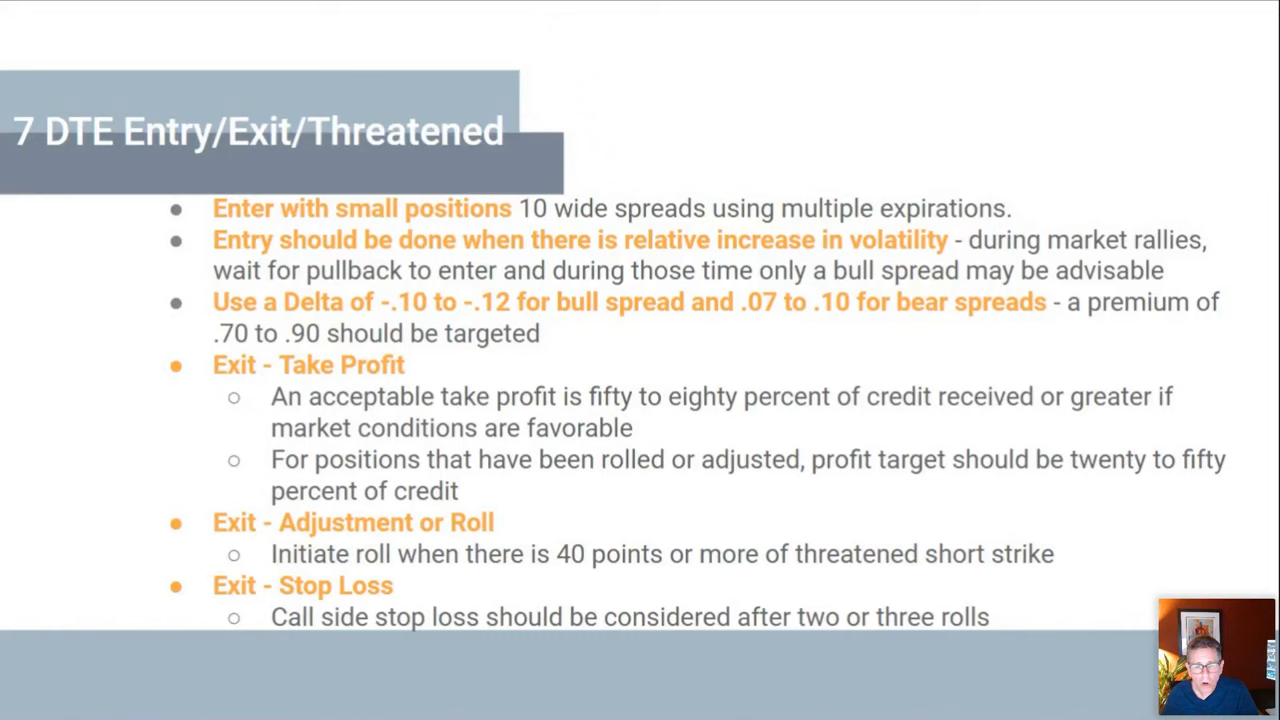 7 DTE Entry/Exit/Threatened
● Enter with small positions 10 wide spreads using multiple expirations.
● Entry should be done when there is relative increase in volatility - during market rallies,
wait for pullback to enter and during those time only a bull spread may be advisable
● Use a Delta of -.10 to -.12 for bull spread and .07 to .10 for bear spreads - a premium of
.70 to .90 should be targeted
● Exit - Take Profit
○ An acceptable take profit is fifty to eighty percent of credit received or greater if
market conditions are favorable
○ For positions that have been rolled or adjusted, profit target should be twenty to fifty
percent of credit
● Exit - Adjustment or Roll
○ Initiate roll when there is 40 points or more of threatened short strike
● Exit - Stop Loss
○ Call side stop loss should be considered after two or three rolls